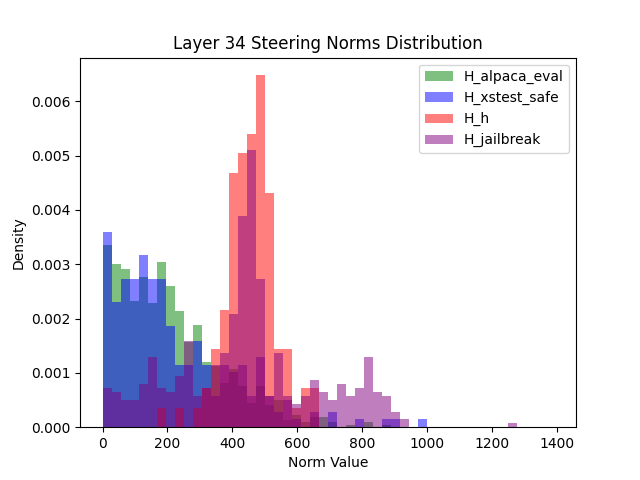 Layer 34 Steering Norms Distribution
H_alpaca_eval
H_xstest_safe
H_h
H_jailbreak
Density
0.006
0.005
0.004
0.003
0.002
0.001
0.000
0 200 400 600 800 1000 1200 1400
Norm Value